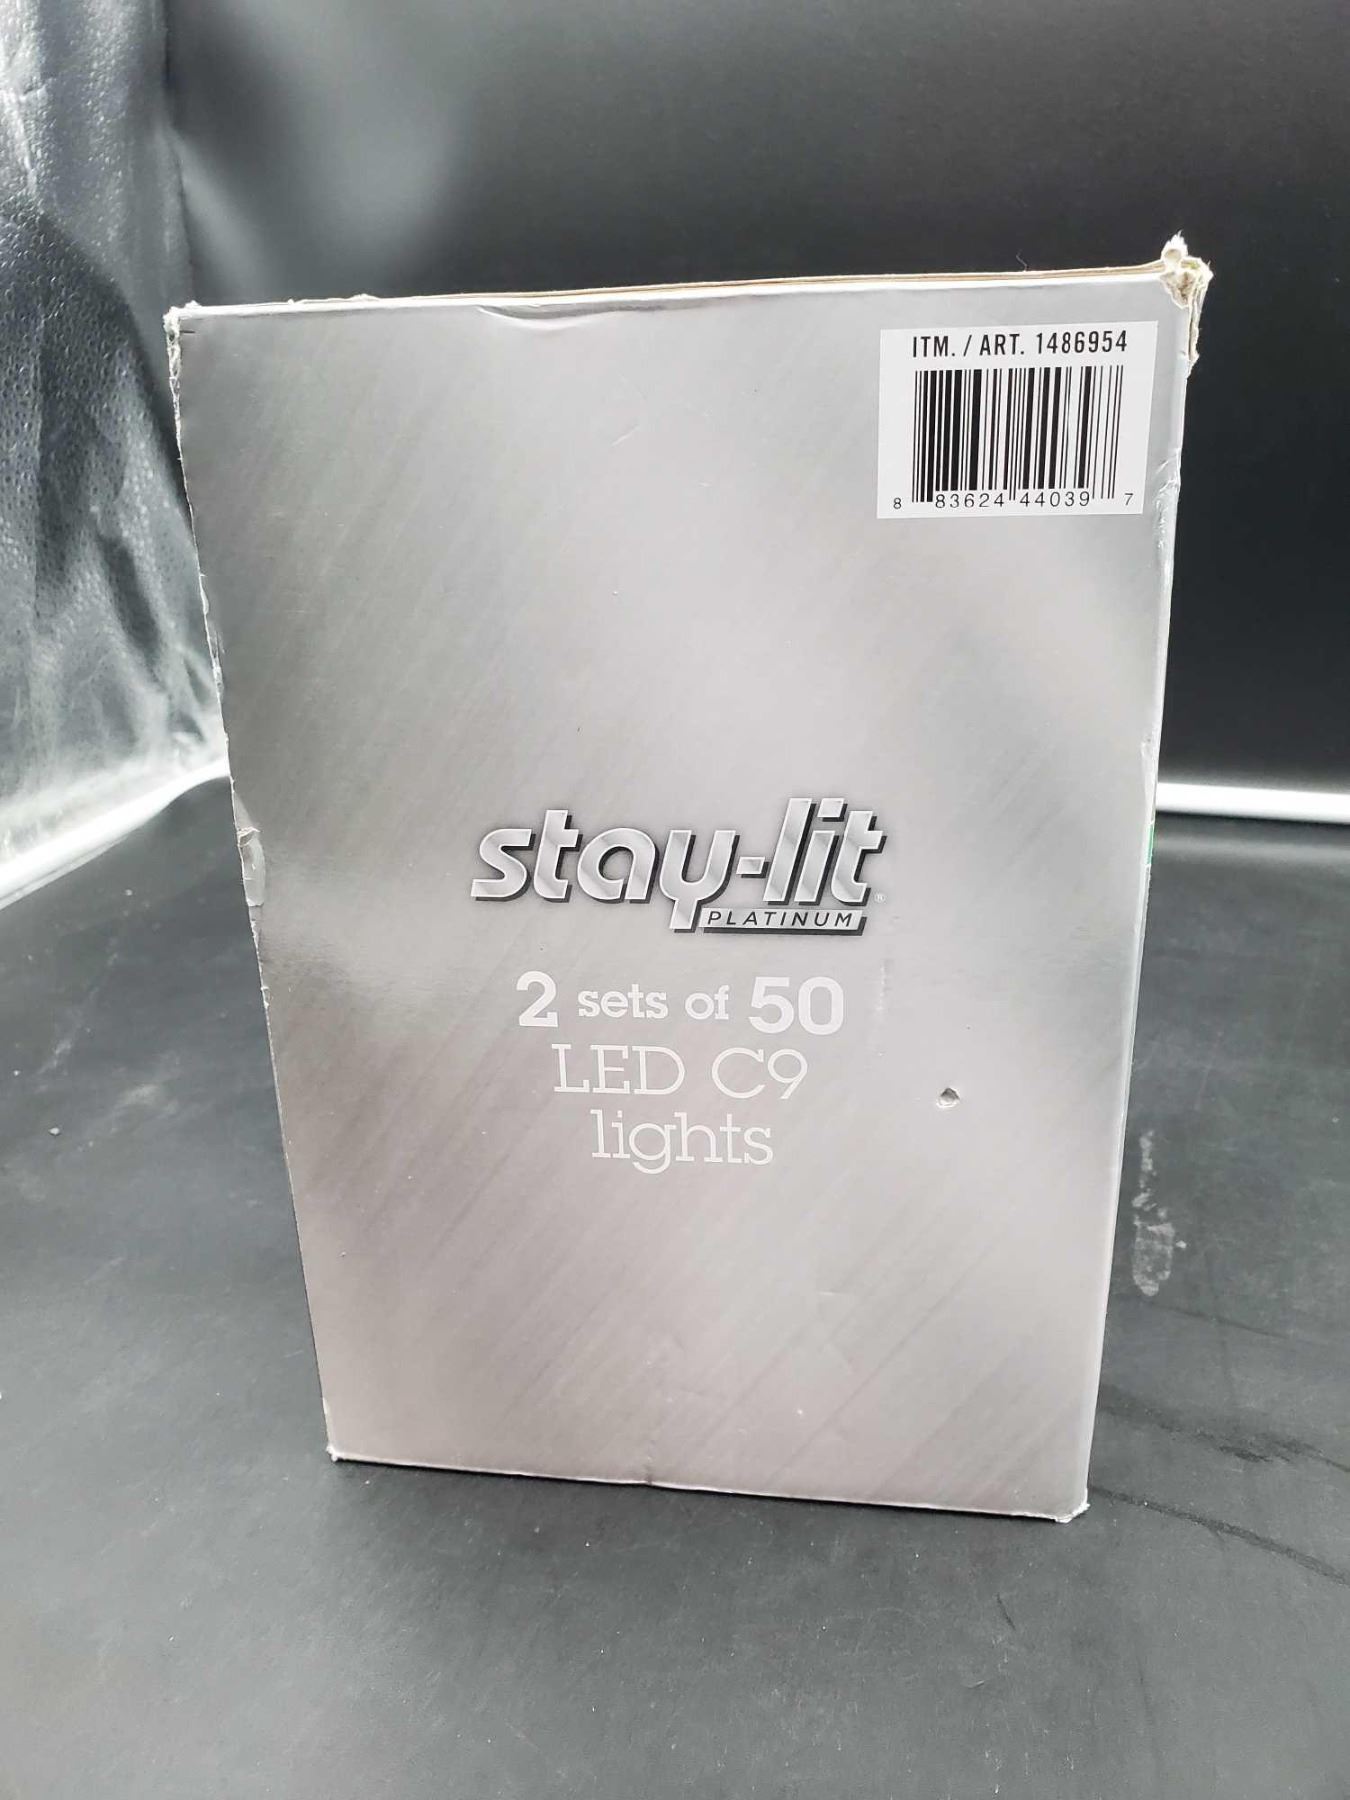 ITM. / ART. 1486954
8 83624 44039 7
stay-lit®
PLATINUM
2 sets of 50
LED C9
lights